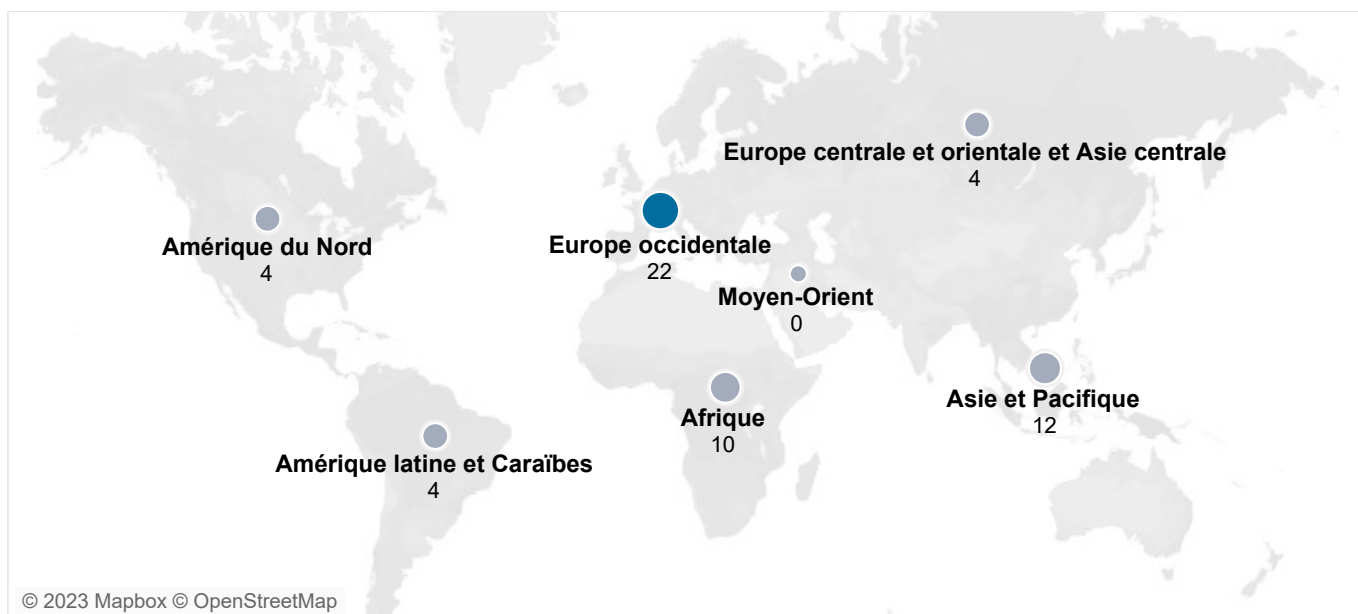 Europe centrale et orientale et Asie centrale
4
Amérique du Nord
4
Europe occidentale
22
Moyen-Orient
0
Afrique
10
Asie et Pacifique
12
Amérique latine et Caraïbes
4
© 2023 Mapbox © OpenStreetMap